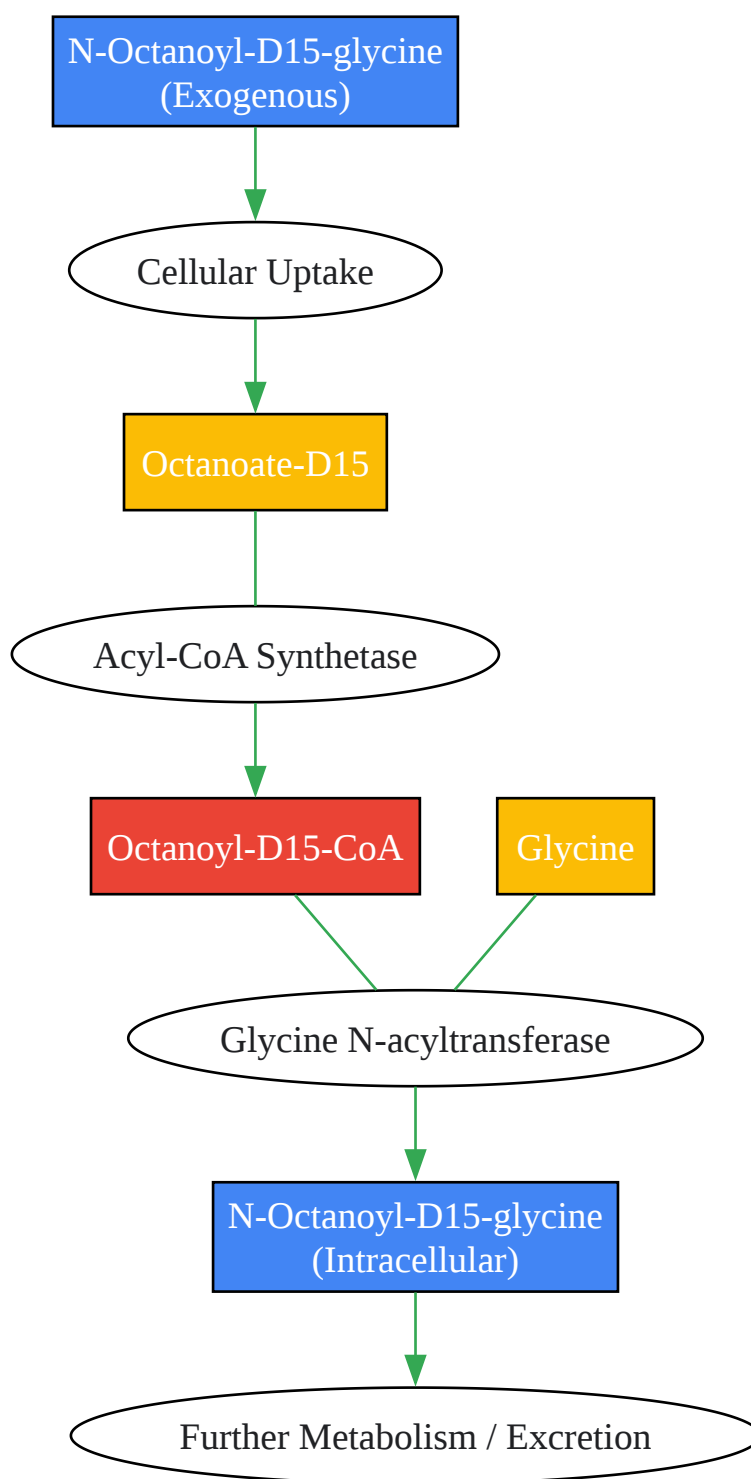 N-Octanoyl-D15-glycine
(Exogenous)
Cellular Uptake
Octanoate-D15
Acyl-CoA Synthetase
Octanoyl-D15-CoA
Glycine
Glycine N-acyltransferase
N-Octanoyl-D15-glycine
(Intracellular)
Further Metabolism / Excretion